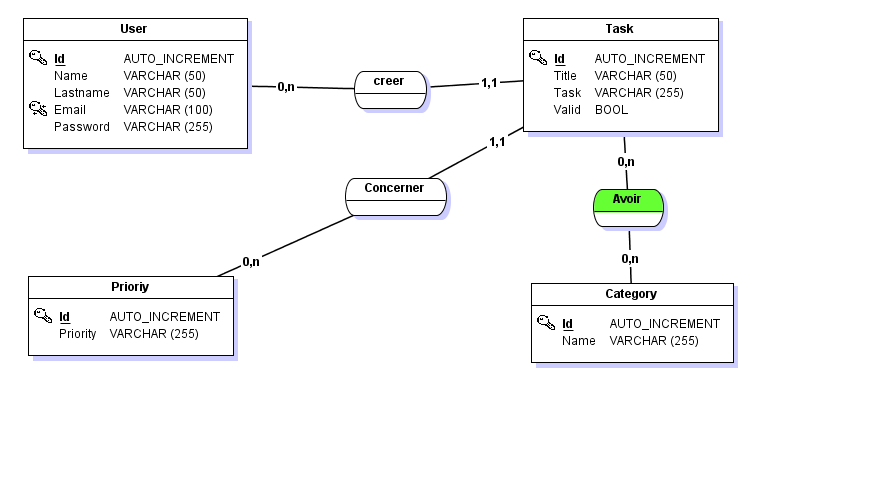 User
Id AUTO_INCREMENT
Name VARCHAR (50)
Lastname VARCHAR (50)
Email VARCHAR (100)
Password VARCHAR (255)
0,n
creer
1,1
Task
Id AUTO_INCREMENT
Title VARCHAR (50)
Task VARCHAR (255)
Valid BOOL
1,1
Concerner
0,n
0,n
Avoir
0,n
Prioriy
Id AUTO_INCREMENT
Priority VARCHAR (255)
Category
Id AUTO_INCREMENT
Name VARCHAR (255)